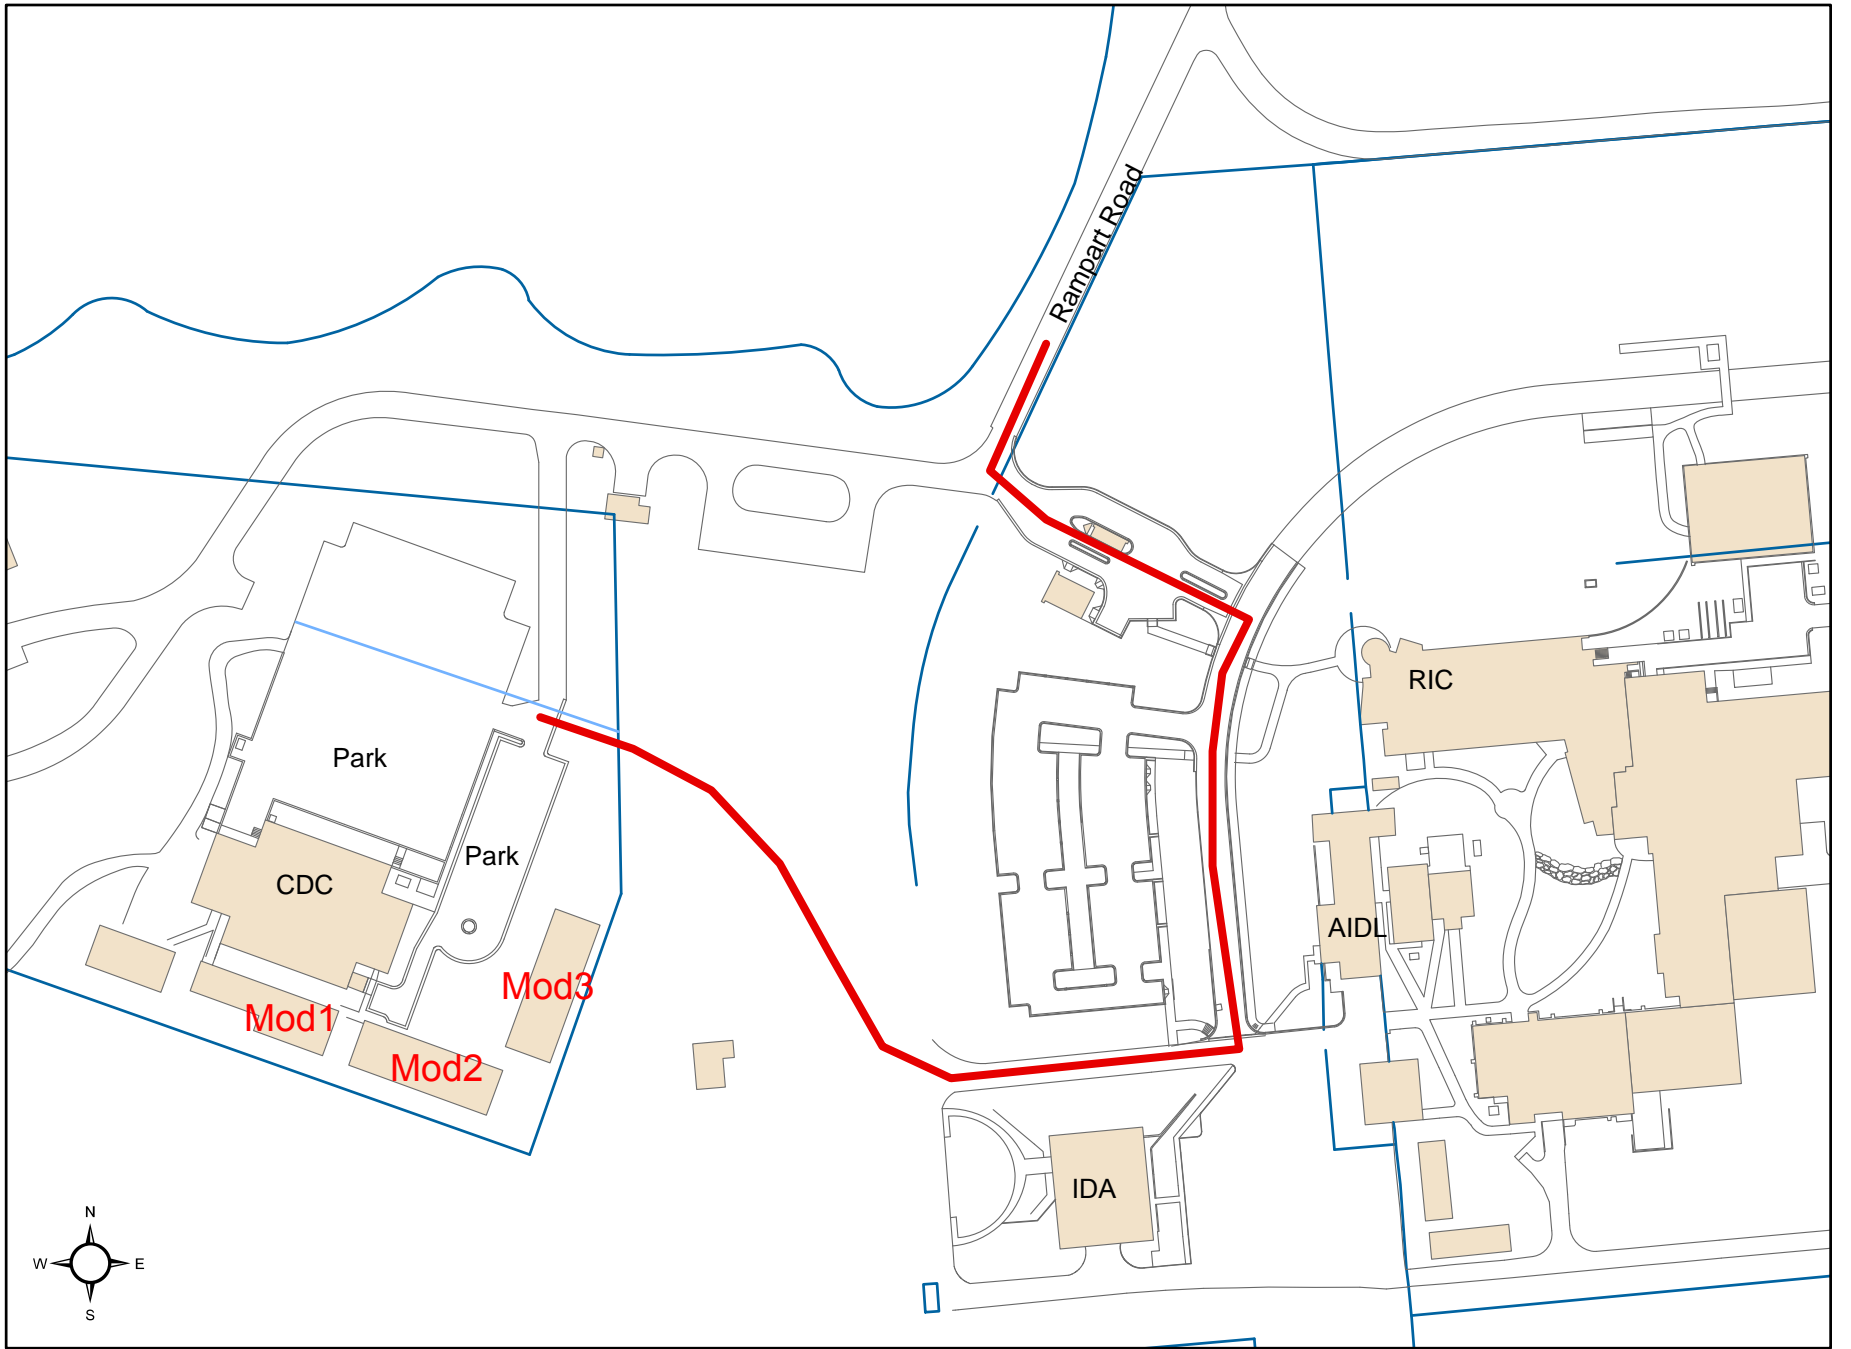 Rampart Road
RIC
Park
Park
CDC
AIDL
Mod3
Mod1
Mod2
IDA
N
W E
S